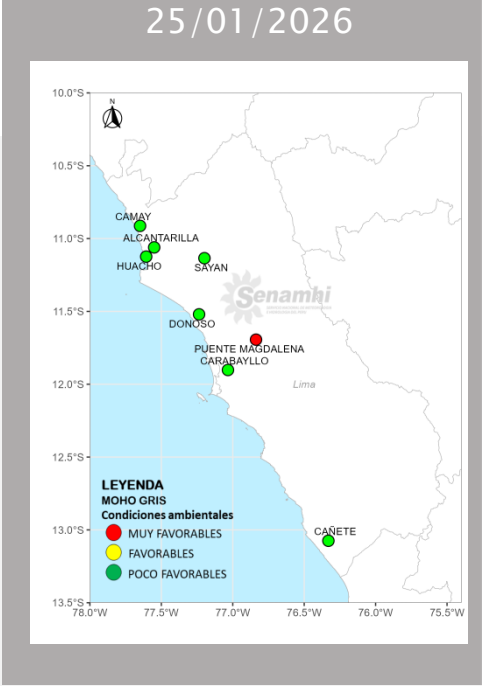 25/01/2026
10.0°S
10.5°S
11.0°S
11.5°S
12.0°S
12.5°S
13.0°S
13.5°S
N
CAMAY
ALCANTARILLA
HUACHO
SAYAN
Senamhi
DONOSO
PUENTE MAGDALENA
CARABAYLLO
Lima
CAÑETE
LEYENDA
MOHO GRIS
Condiciones ambientales
MUY FAVORABLES
FAVORABLES
POCO FAVORABLES
78.0°W 77.5°W 77.0°W 76.5°W 76.0°W 75.5°W